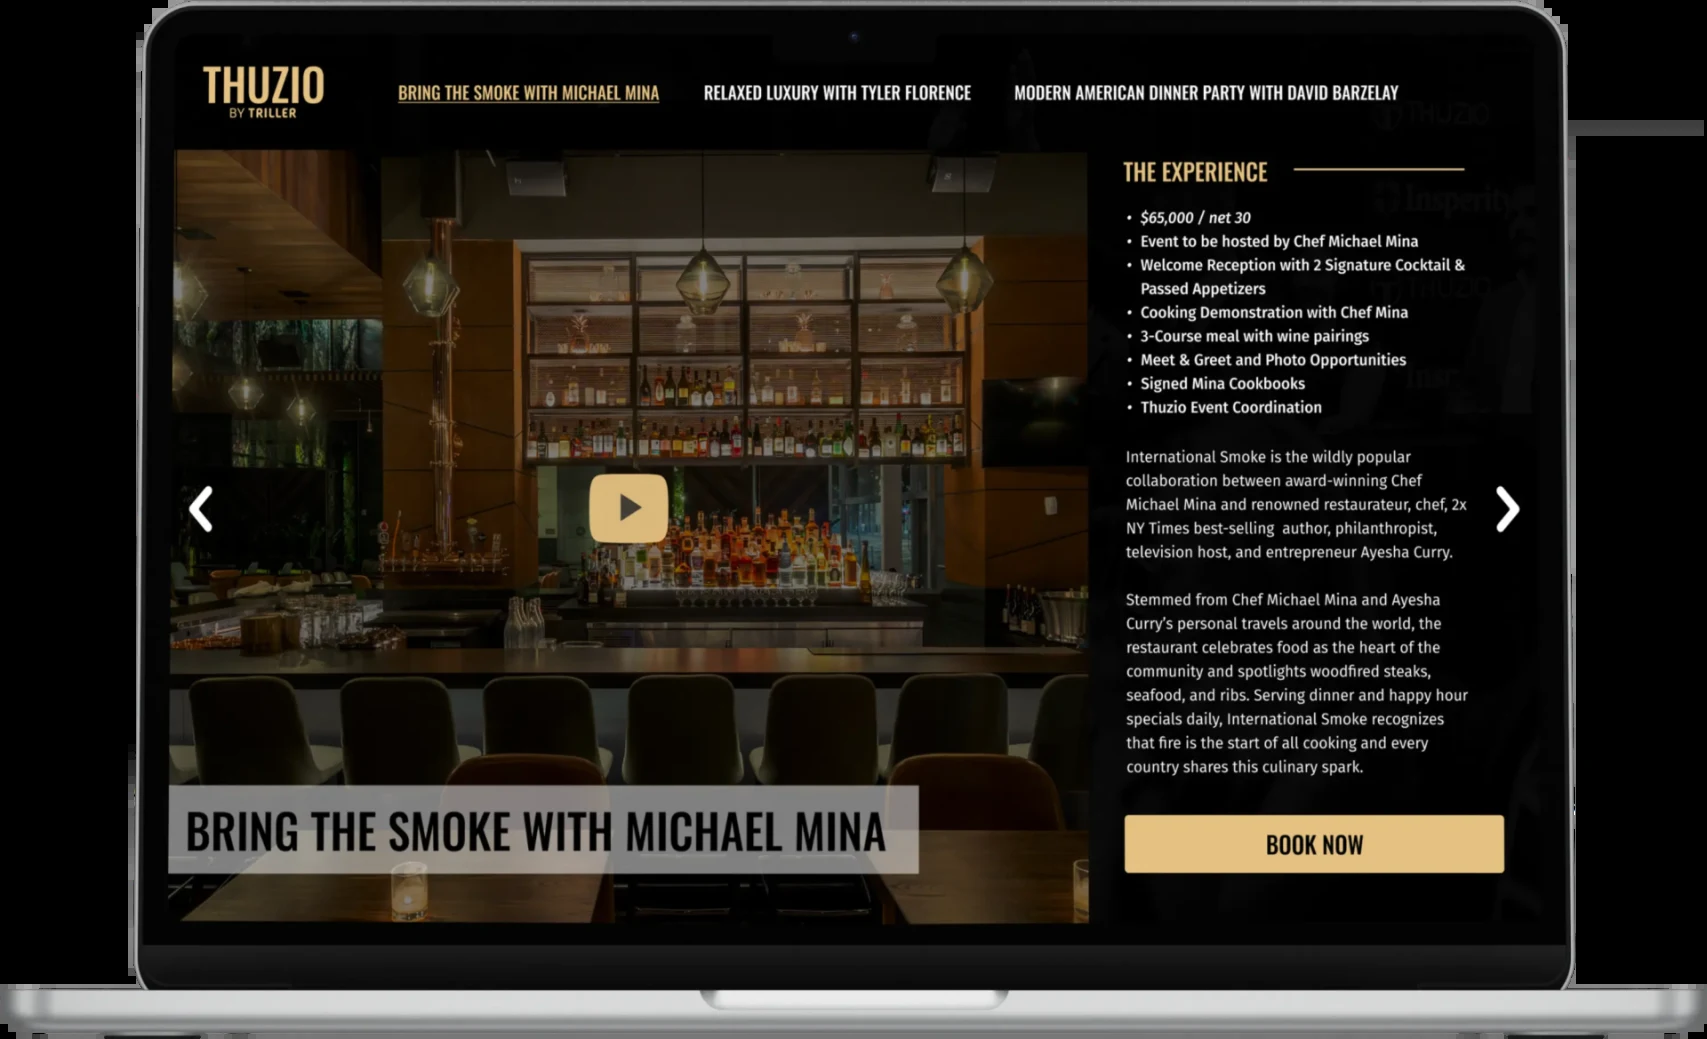 THUZIO
BY TRILLER
BRING THE SMOKE WITH MICHAEL MINA
RELAXED LUXURY WITH TYLER FLORENCE
MODERN AMERICAN DINNER PARTY WITH DAVID BARZELAY
THE EXPERIENCE
• $65,000 / net 30
• Event to be hosted by Chef Michael Mina
• Welcome Reception with 2 Signature Cocktail &
Passed Appetizers
• Cooking Demonstration with Chef Mina
• 3-Course meal with wine pairings
• Meet & Greet and Photo Opportunities
• Signed Mina Cookbooks
• Thuzio Event Coordination
International Smoke is the wildly popular
collaboration between award-winning Chef
Michael Mina and renowned restaurateur, chef, 2x
NY Times best-selling  author, philanthropist,
television host, and entrepreneur Ayesha Curry.
Stemmed from Chef Michael Mina and Ayesha
Curry’s personal travels around the world, the
restaurant celebrates food as the heart of the
community and spotlights woodfired steaks,
seafood, and ribs. Serving dinner and happy hour
specials daily, International Smoke recognizes
that fire is the start of all cooking and every
country shares this culinary spark.
BRING THE SMOKE WITH MICHAEL MINA
BOOK NOW
THUZIO
Insperity
THUZIO